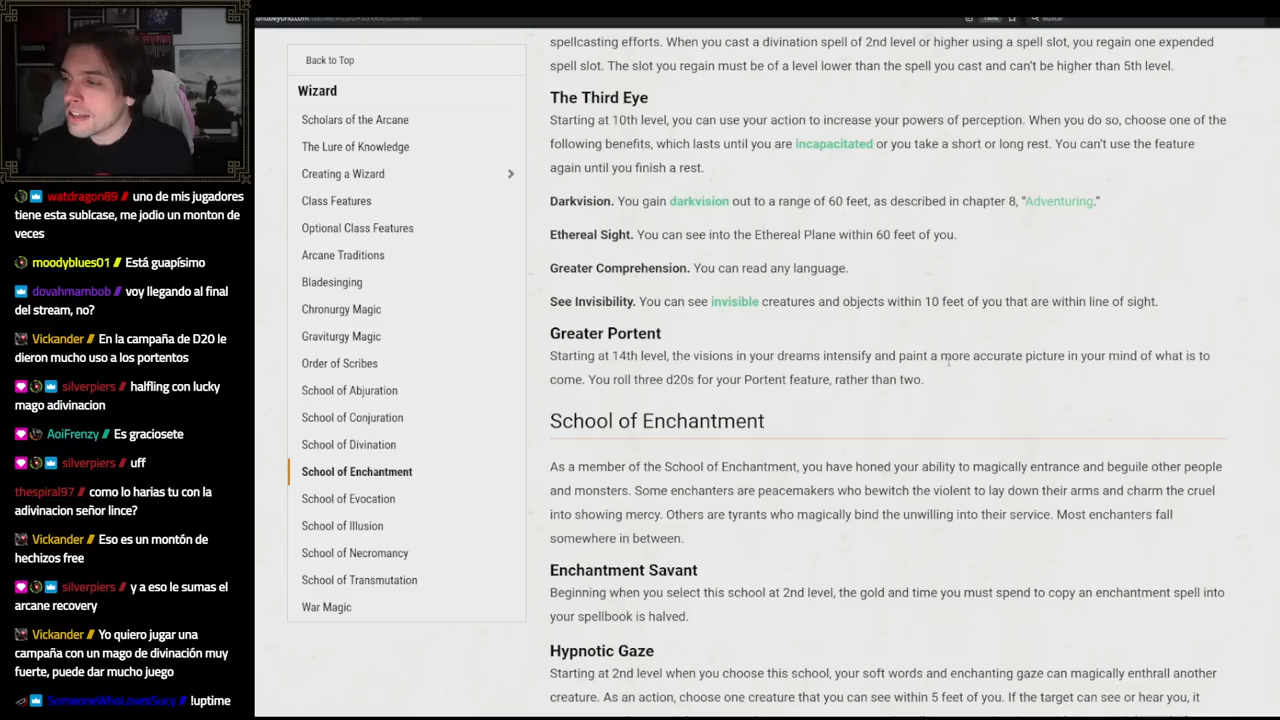 watdragon89 // uno de mis jugadores
tiene esta sublcase, me jodio un monton de
veces
moodyblues01 // Está guapísimo
dovahmambob // voy llegando al final
del stream, no?
Vickander // En la campaña de D20 le
dieron mucho uso a los portentos
silverpiers // halfling con lucky
mago adivinacion
AoiFrenzy // Es graciosete
silverpiers // uff
thespiral97 // como lo harias tu con la
adivinacion señor lince?
Vickander // Eso es un montón de
hechizos free
silverpiers // y a eso le sumas el
arcane recovery
Vickander // Yo quiero jugar una
campaña con un mago de divinación muy
fuerte, puede dar mucho juego
SomeoneWhoLovesSucy // !uptime
Back to Top
Wizard
Scholars of the Arcane
The Lure of Knowledge
Creating a Wizard
Class Features
Optional Class Features
Arcane Traditions
Bladesinging
Chronurgy Magic
Graviturgy Magic
Order of Scribes
School of Abjuration
School of Conjuration
School of Divination
School of Enchantment
School of Evocation
School of Illusion
School of Necromancy
School of Transmutation
War Magic
spellcasting efforts. When you cast a divination spell of 2nd level or higher using a spell slot, you regain one expended
spell slot. The slot you regain must be of a level lower than the spell you cast and can't be higher than 5th level.
The Third Eye
Starting at 10th level, you can use your action to increase your powers of perception. When you do so, choose one of the
following benefits, which lasts until you are incapacitated or you take a short or long rest. You can't use the feature
again until you finish a rest.
Darkvision. You gain darkvision out to a range of 60 feet, as described in chapter 8, “Adventuring.”
Ethereal Sight. You can see into the Ethereal Plane within 60 feet of you.
Greater Comprehension. You can read any language.
See Invisibility. You can see invisible creatures and objects within 10 feet of you that are within line of sight.
Greater Portent
Starting at 14th level, the visions in your dreams intensify and paint a more accurate picture in your mind of what is to
come. You roll three d20s for your Portent feature, rather than two.
School of Enchantment
As a member of the School of Enchantment, you have honed your ability to magically entrance and beguile other people
and monsters. Some enchanters are peacemakers who bewitch the violent to lay down their arms and charm the cruel
into showing mercy. Others are tyrants who magically bind the unwilling into their service. Most enchanters fall
somewhere in between.
Enchantment Savant
Beginning when you select this school at 2nd level, the gold and time you must spend to copy an enchantment spell into
your spellbook is halved.
Hypnotic Gaze
Starting at 2nd level when you choose this school, your soft words and enchanting gaze can magically enthrall another
creature. As an action, choose one creature that you can see within 5 feet of you. If the target can see or hear you, it